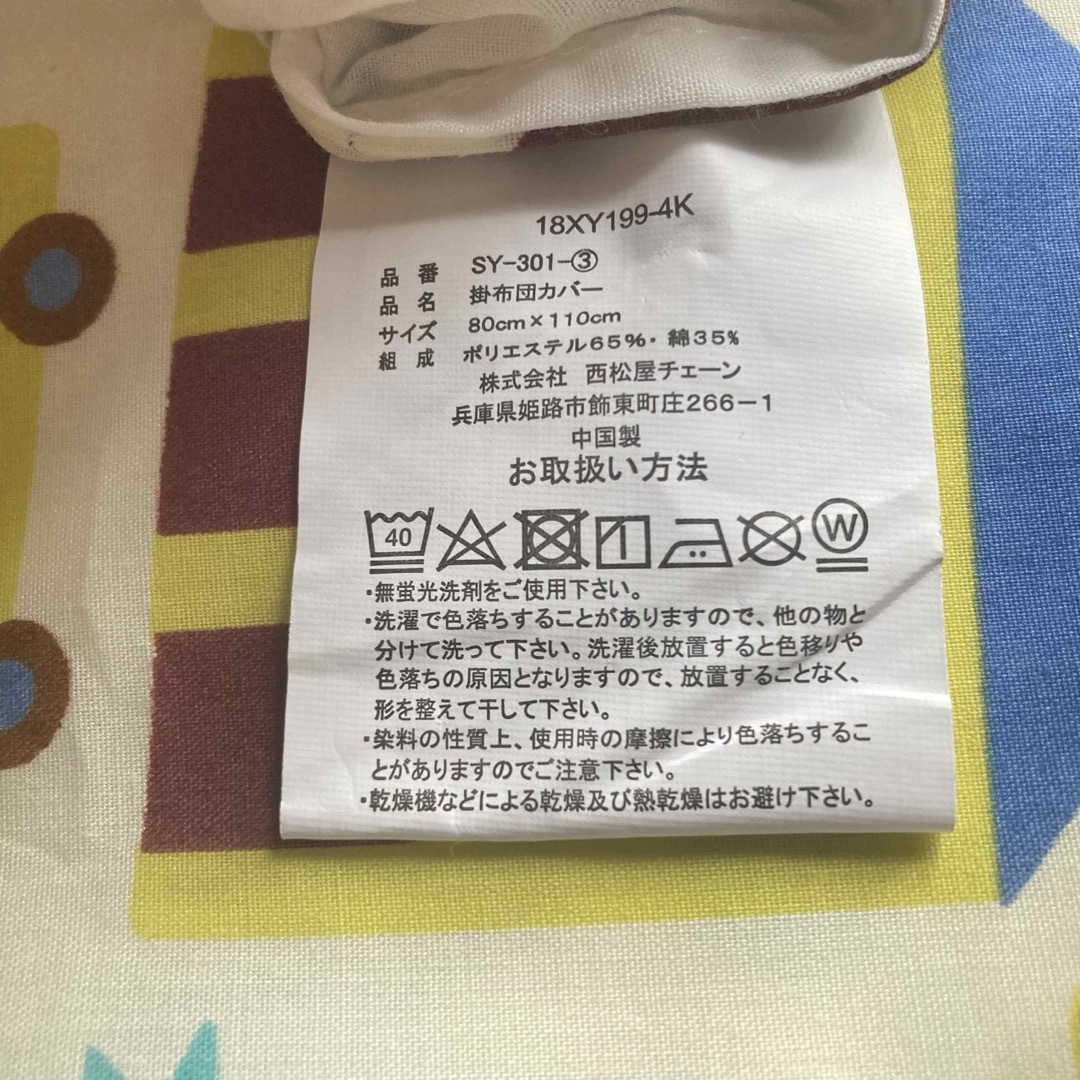 18XY199-4K
品番 SY-301-③
品名 掛布団カバー
サイズ 80cm×110cm
組成 ポリエステル65%・綿35%
株式会社 西松屋チェーン
兵庫県姫路市飾東町庄266-1
中国製
お取扱い方法
40 W
・無蛍光洗剤をご使用下さい。
・洗濯で色落ちすることがありますので、他の物と
分けて洗って下さい。洗濯後放置すると色移りや
色落ちの原因となりますので、放置することなく、
形を整えて干して下さい。
・染料の性質上、使用時の摩擦により色落ちするこ
とがありますのでご注意下さい。
・乾燥機などによる乾燥及び熱乾燥はお避け下さい。